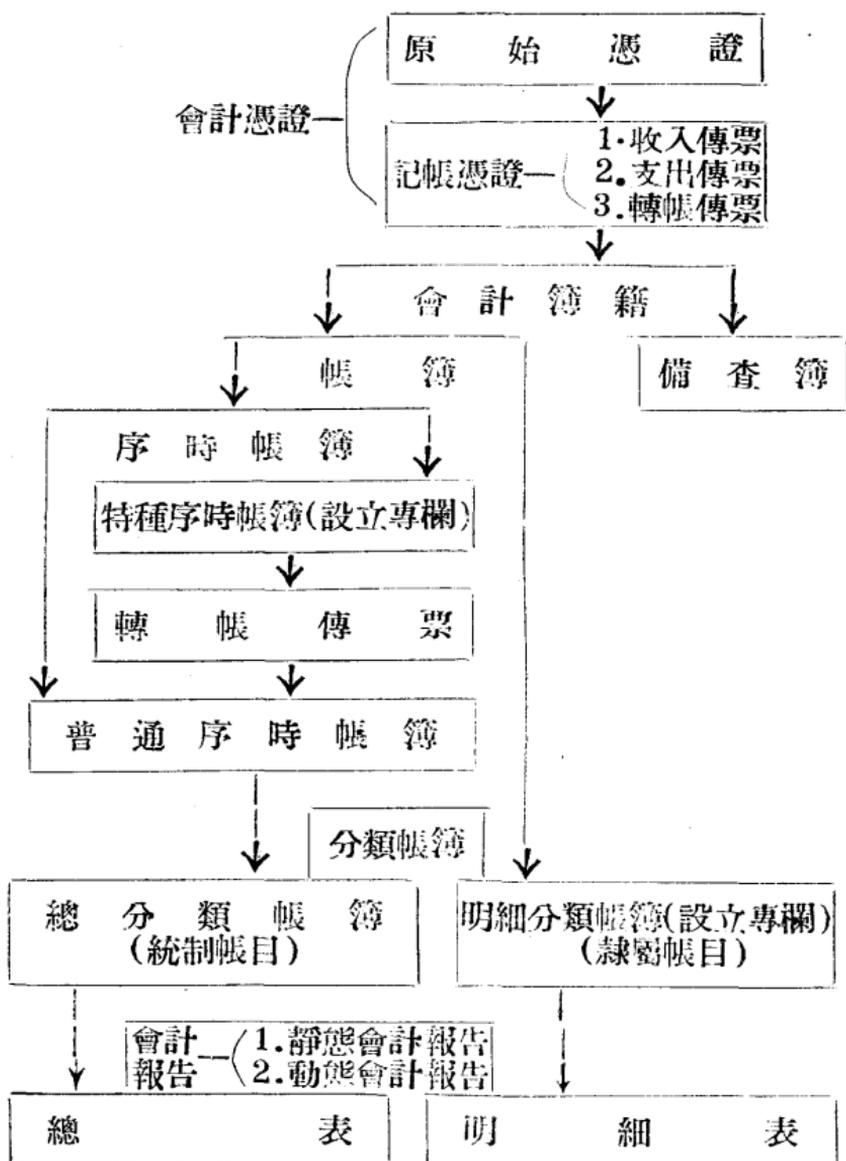 原始憑證
會計憑證
記帳憑證
1.收入傳票
2.支出傳票
3.轉帳傳票
會計簿籍
帳簿
備查簿
序時帳簿
特種序時帳簿(設立專欄)
轉帳傳票
普通序時帳簿
分類帳簿
總分類帳簿
(統制帳目)
明細分類帳簿(設立專欄)
(隸屬帳目)
會計
報告
1.靜態會計報告
2.動態會計報告
總表
明細表